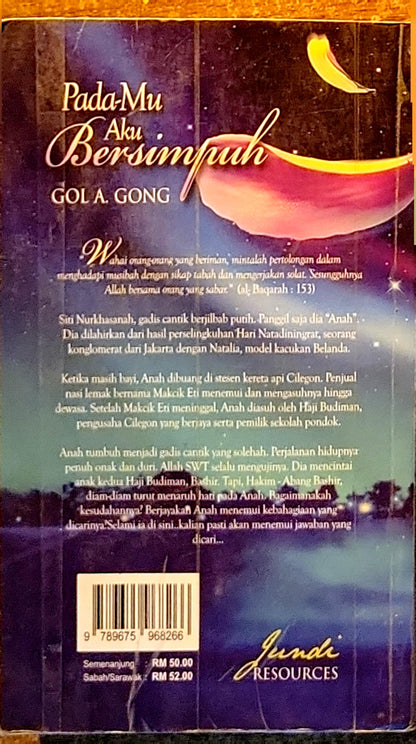 Pada-Mu
Aku
Bersimpuh
GOL A. GONG
"Wahai orang-orang yang beriman, mintalah pertolongan dalam
menghadapi musibah dengan sikap tabah dan mengerjakan solat. Sesungguhnya
Allah bersama orang yang sabar." (al; Baqarah : 153)
Siti Nurkhasanah, gadis cantik berjilbab putih. Panggil saja dia "Anah".
Dia dilahirkan dari hasil perselingkuhan Hari Natadiningrat, seorang
konglomerat dari Jakarta dengan Natalia, model kacukan Belanda.
Ketika masih bayi, Anah dibuang di stesen kereta api Cilegon. Penjual
nasi lemak bernama Makcik Eti menemui dan mengasuhnya hingga
dewasa. Setelah Makcik Eti meninggal, Anah diasuh oleh Haji Budiman,
pengusaha Cilegon yang berjaya serta pemilik sekolah pondok.
Anah tumbuh menjadi gadis cantik yang solehah. Perjalanan hidupnya
penuh onak dan duri. Allah SWT selalu mengujinya. Dia mencintai
anak kedua Haji Budiman, Bashir. Tapi, Hakim - Abang Bashir,
diam-diam turut menaruh hati pada Anah. Bagaimanakah
kesudahannya? Berjayakah Anah menemui kebahagiaan yang
dicarinya?Selami ia di sini..kalian pasti akan menemui jawaban yang
dicari...
9 789675 968266
Semenanjung : RM 50.00
Sabah/Sarawak : RM 52.00
Jundi
RESOURCES